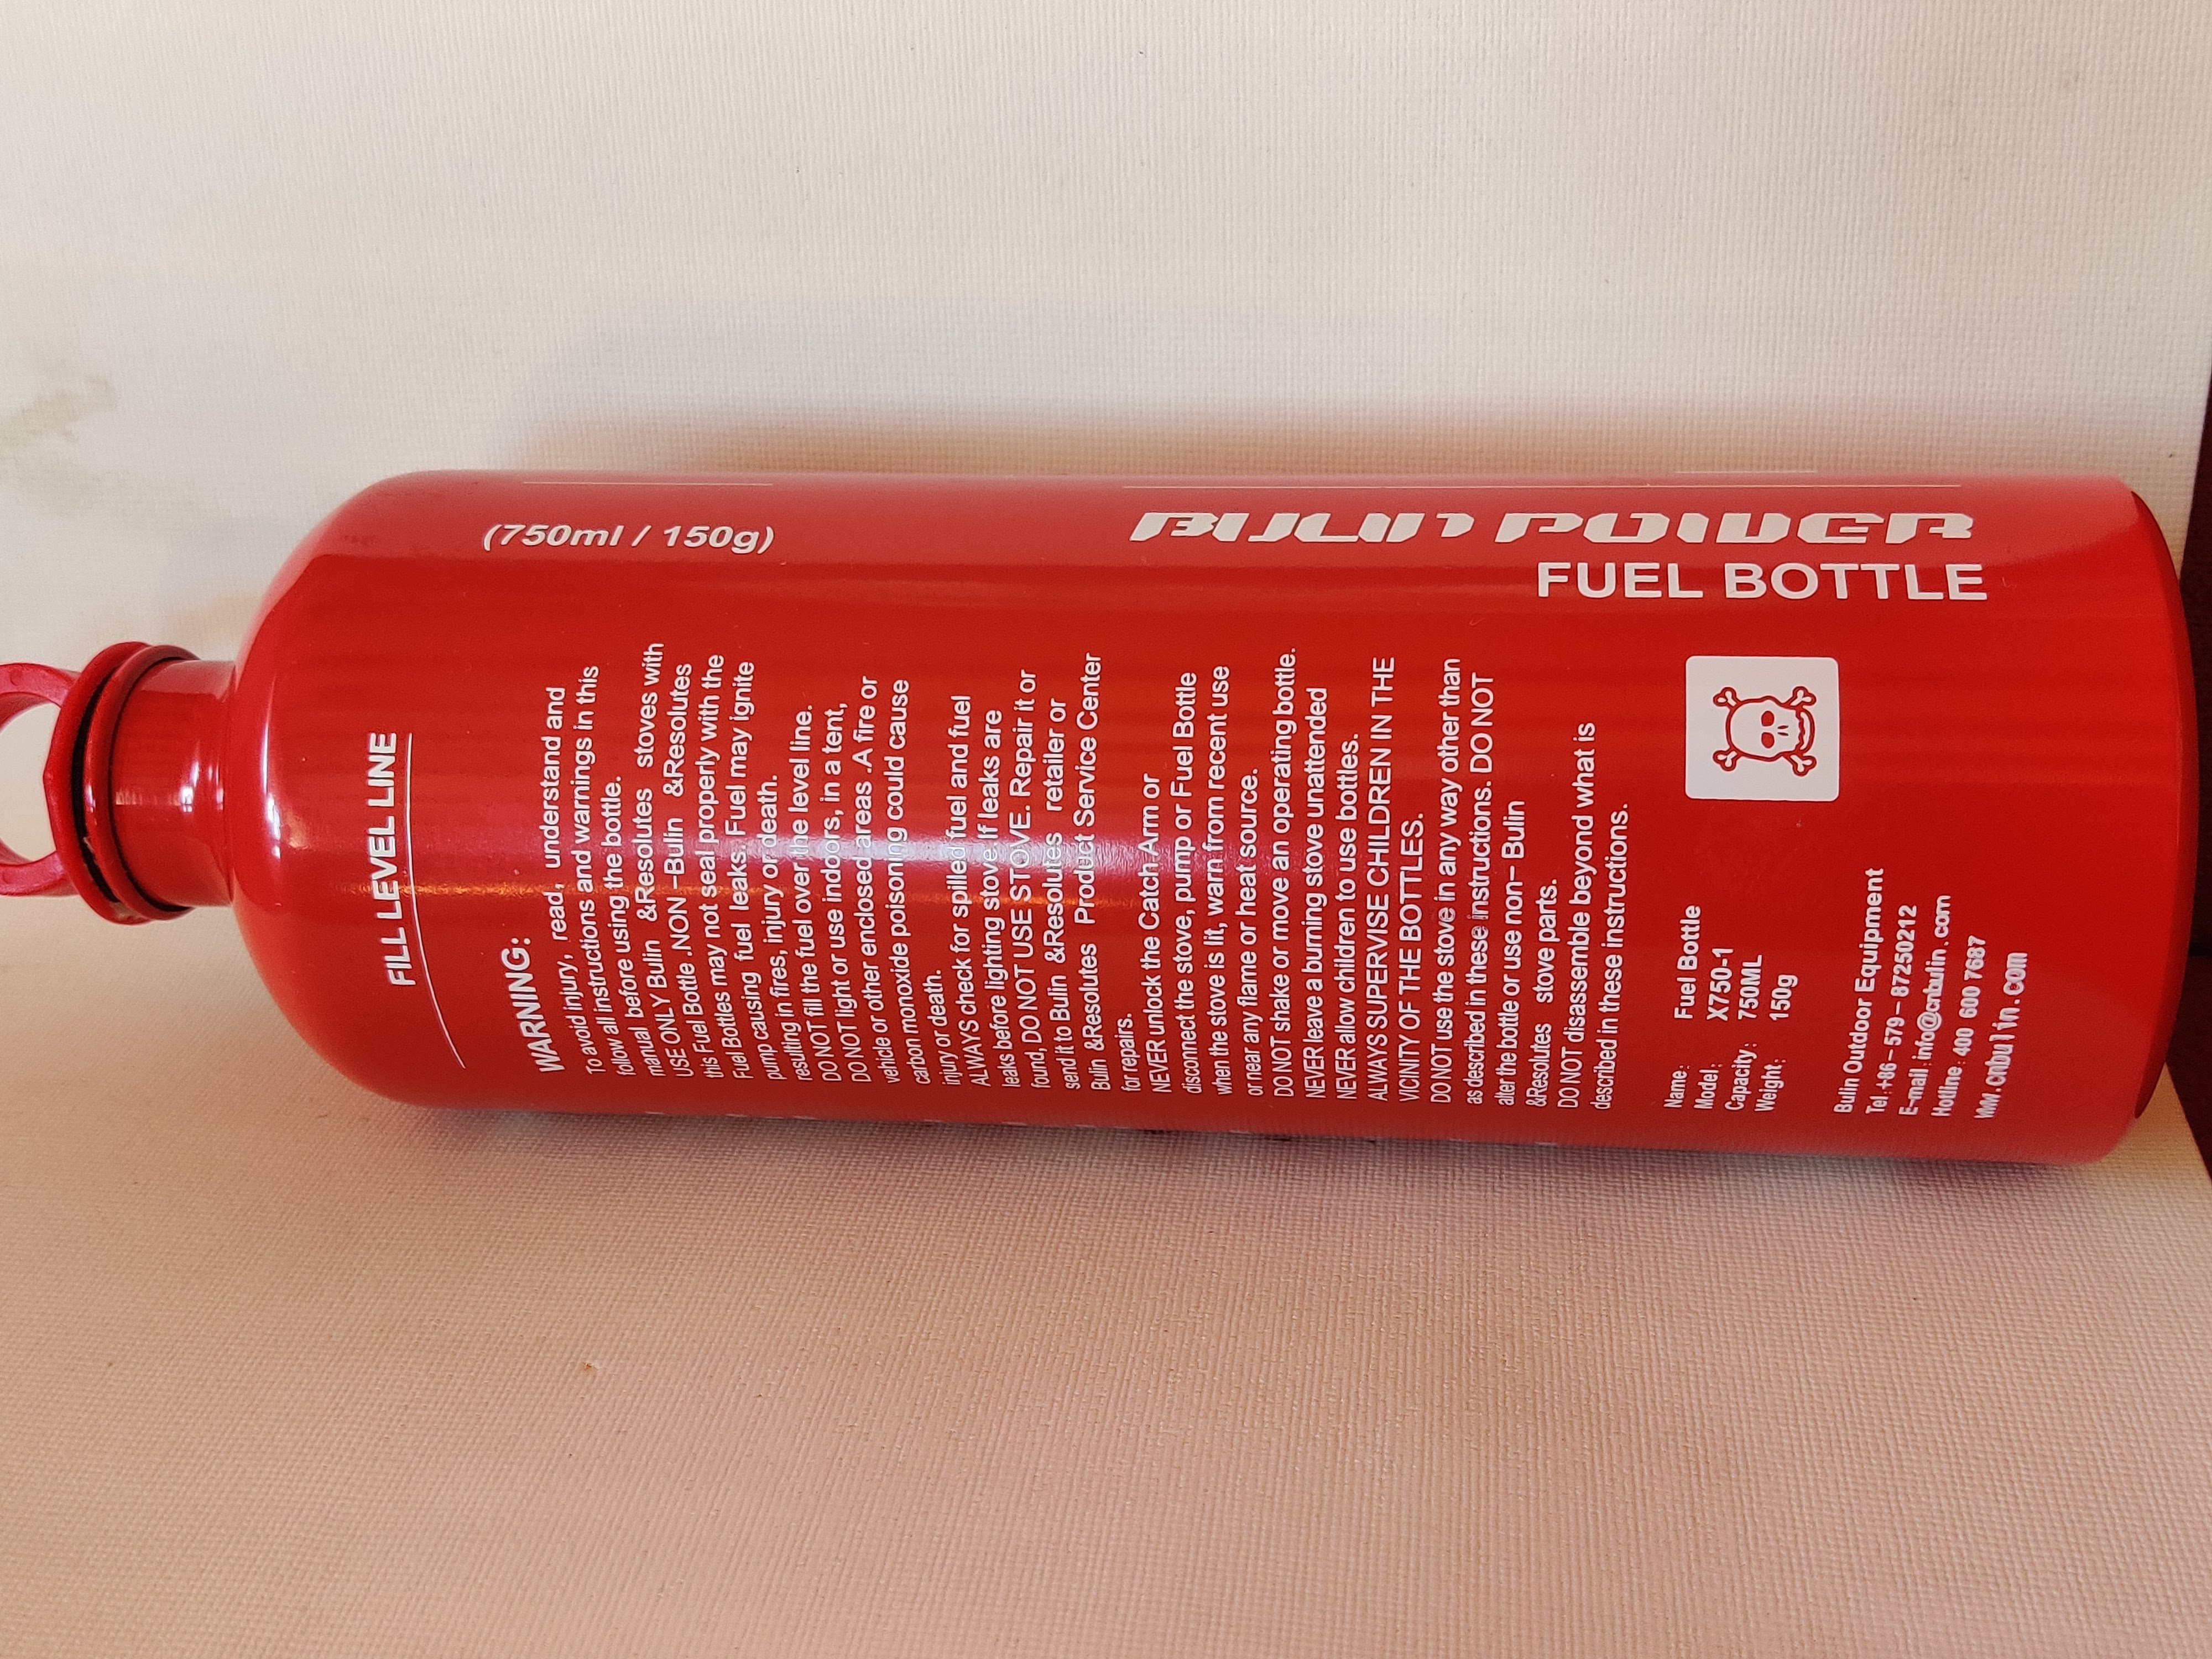 FILL LEVEL LINE
(750ml / 150g)
WARNING:
To avoid injury, read, understand and
follow all instructions and warnings in this
manual before using the bottle.
USE ONLY Bulin &Resolutes stoves with
this Fuel Bottle .NON -Bulin &Resolutes
Fuel Bottles may not seal properly with the
pump causing fuel leaks. Fuel may ignite
resulting in fires, injury or death.
DO NOT fill the fuel over the level line.
DO NOT light or use indoors, in a tent,
vehicle or other enclosed areas .A fire or
carbon monoxide poisoning could cause
injury or death.
ALWAYS check for spilled fuel and fuel
leaks before lighting stove.If leaks are
found, DO NOT USE STOVE. Repair it or
send it to Bulin &Resolutes retailer or
Bulin &Resolutes Product Service Center
for repairs.
NEVER unlock the Catch Arm or
disconnect the stove, pump or Fuel Bottle
when the stove is lit, warm from recent use
or near any flame or heat source.
DO NOT shake or move an operating bottle.
NEVER leave a burning stove unattended
NEVER allow children to use bottles.
ALWAYS SUPERVISE CHILDREN IN THE
VICINITY OF THE BOTTLES.
DO NOT use the stove in any way other than
as described in these instructions. DO NOT
alter the bottle or use non- Bulin
&Resolutes stove parts.
DO NOT disassemble beyond what is
described in these instructions.
Name: Fuel Bottle
Model: X750-1
Capacity: 750ML
Weight: 150g
Bulin Outdoor Equipment
Tel.+86-579-87250212
E-mail:info@cnbulin.com
Hotline:400 600 7687
www.cnbulin.com
BULIN POWER
FUEL BOTTLE